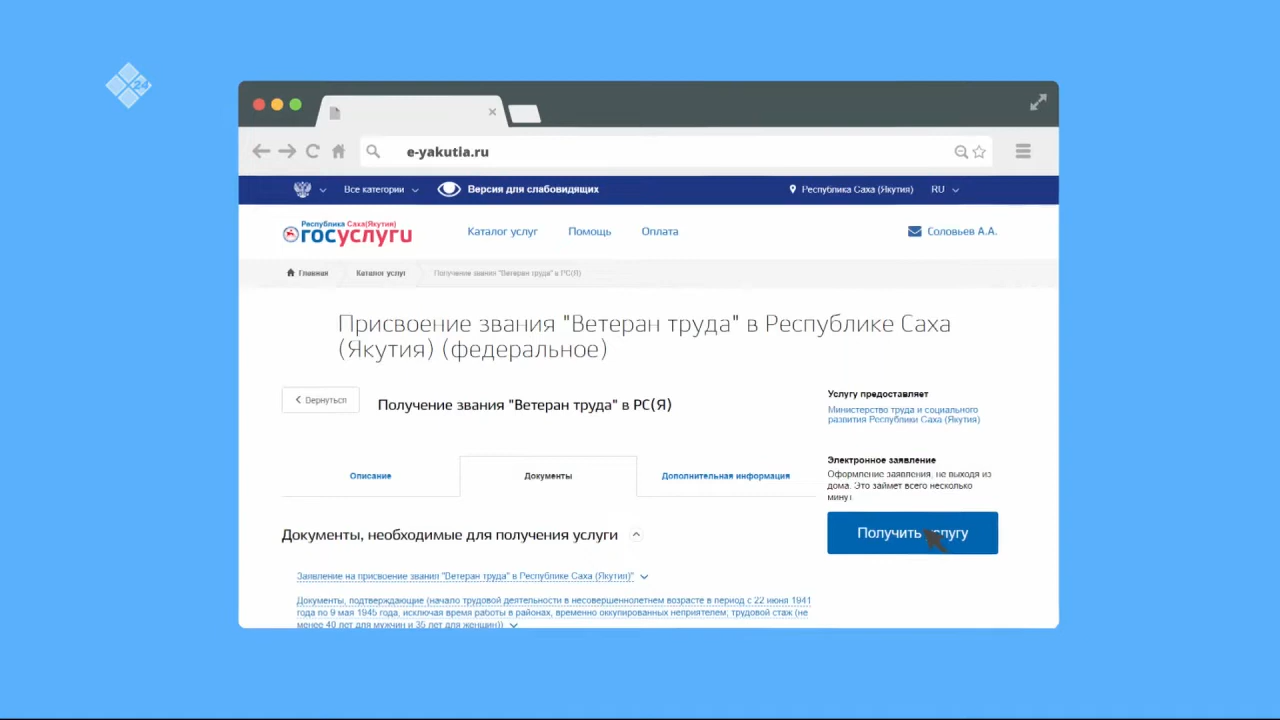 24
e-yakutia.ru
Все категории
Версия для слабовидящих
Республика Саха (Якутия)
RU
Республика Саха(Якутия)
госуслуги
Каталог услуг
Помощь
Оплата
Соловьев А.А.
Главная
Каталог услуг
Получение звания "Ветеран труда" в РС(Я)
Присвоение звания "Ветеран труда" в Республике Саха
(Якутия) (федеральное)
Вернуться
Получение звания "Ветеран труда" в РС(Я)
Услугу предоставляет
Министерство труда и социального
развития Республики Саха (Якутия)
Описание
Документы
Дополнительная информация
Электронное заявление
Оформление заявления, не выходя из
дома. Это займет всего несколько
минут
Получить услугу
Документы, необходимые для получения услуги
Заявление на присвоение звания "Ветеран труда" в Республике Саха (Якутия)"
Документы, подтверждающие (начало трудовой деятельности в несовершеннолетнем возрасте в период с 22 июня 1941
года по 9 мая 1945 года, исключая время работы в районах, временно оккупированных неприятелем; трудовой стаж (не
менее 40 лет для мужчин и 35 лет для женщин))